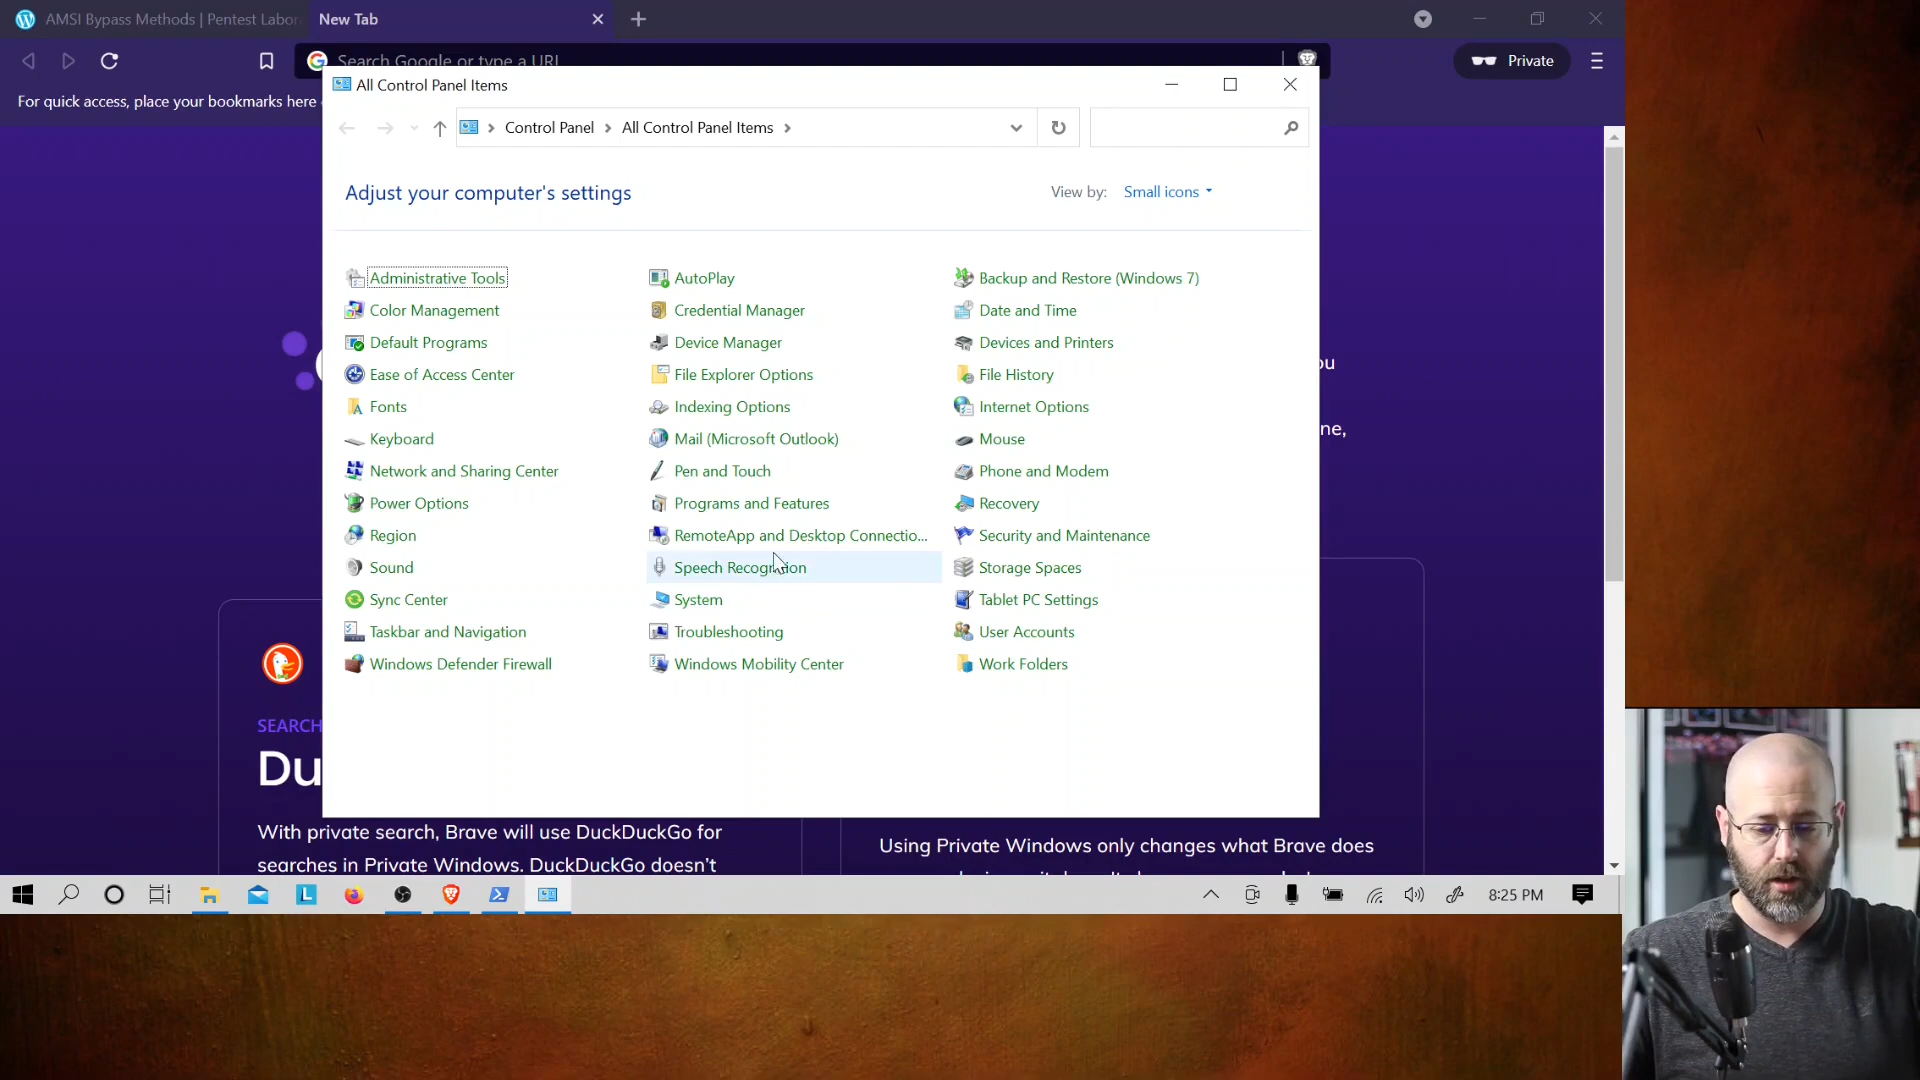 AMSI Bypass Methods | Pentest Labor
New Tab
Search Google or type a URL
Private
For quick access, place your bookmarks here
All Control Panel Items
Control Panel > All Control Panel Items >
Adjust your computer's settings
View by: Small icons
Administrative Tools
AutoPlay
Backup and Restore (Windows 7)
Color Management
Credential Manager
Date and Time
Default Programs
Device Manager
Devices and Printers
Ease of Access Center
File Explorer Options
File History
Fonts
Indexing Options
Internet Options
Keyboard
Mail (Microsoft Outlook)
Mouse
Network and Sharing Center
Pen and Touch
Phone and Modem
Power Options
Programs and Features
Recovery
Region
RemoteApp and Desktop Connectio...
Security and Maintenance
Sound
Speech Recognition
Storage Spaces
Sync Center
System
Tablet PC Settings
Taskbar and Navigation
Troubleshooting
User Accounts
Windows Defender Firewall
Windows Mobility Center
Work Folders
ou
ne,
SEARCH
Du
With private search, Brave will use DuckDuckGo for
searches in Private Windows. DuckDuckGo doesn't
Using Private Windows only changes what Brave does
8:25 PM